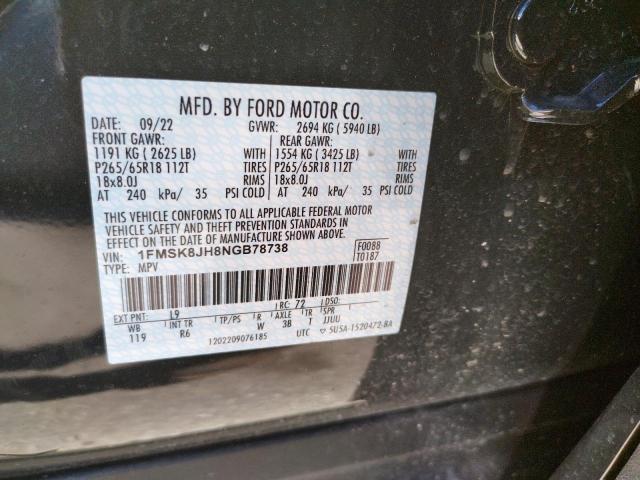 MFD. BY FORD MOTOR CO.
DATE: 09/22 GVWR: 2694 KG ( 5940 LB)
FRONT GAWR: REAR GAWR:
1191 KG ( 2625 LB) WITH 1554 KG ( 3425 LB) WITH
P265/65R18 112T TIRES P265/65R18 112T TIRES
18x8.0J RIMS 18x8.0J RIMS
AT 240 kPa/ 35 PSI COLD AT 240 kPa/ 35 PSI COLD
THIS VEHICLE CONFORMS TO ALL APPLICABLE FEDERAL MOTOR
VEHICLE SAFETY AND THEFT PREVENTION STANDARDS IN
EFFECT ON THE DATE OF MANUFACTURE SHOWN ABOVE.
VIN: 1FMSK8JH8NGB78738 F0088
TYPE: MPV T0187
EXT PNT: L9 RC: 72 DSO:
WB INT TR TP/PS R AXLE TR SPR
119 R6 W 3B JJUU
1202209076185 UTC 5U5A-1520472-BA